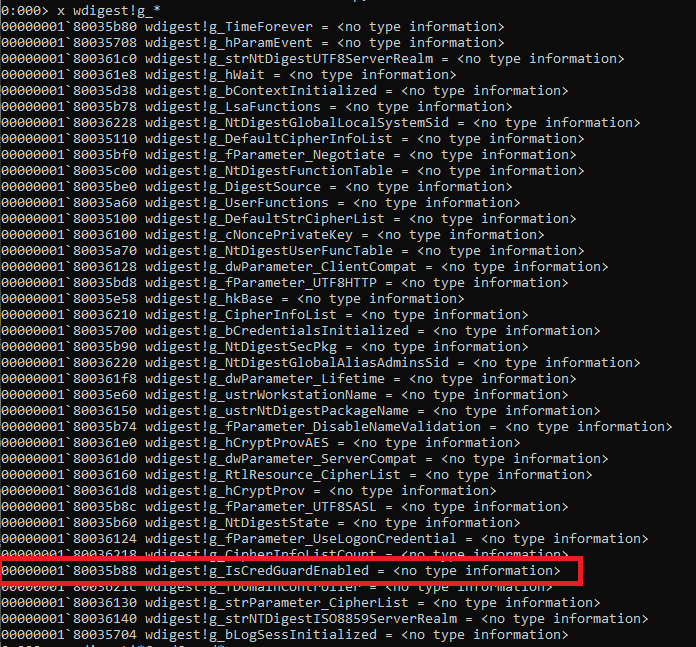 0:000> x wdigest!g_*
00000001`80035b80 wdigest!g_TimeForever = <no type information>
00000001`80035708 wdigest!g_hParamEvent = <no type information>
00000001`800361c0 wdigest!g_strNtDigestUTF8ServerRealm = <no type information>
00000001`800361e8 wdigest!g_hWait = <no type information>
00000001`80035d38 wdigest!g_bContextInitialized = <no type information>
00000001`80035b78 wdigest!g_LsaFunctions = <no type information>
00000001`80036228 wdigest!g_NtDigestGlobalLocalSystemSid = <no type information>
00000001`80035110 wdigest!g_DefaultCipherInfoList = <no type information>
00000001`80035bf0 wdigest!g_fParameter_Negotiate = <no type information>
00000001`80035c00 wdigest!g_NtDigestFunctionTable = <no type information>
00000001`80035be0 wdigest!g_DigestSource = <no type information>
00000001`80035a60 wdigest!g_UserFunctions = <no type information>
00000001`80035100 wdigest!g_DefaultStrCipherList = <no type information>
00000001`80036100 wdigest!g_cNoncePrivateKey = <no type information>
00000001`80035a70 wdigest!g_NtDigestUserFuncTable = <no type information>
00000001`80036128 wdigest!g_dwParameter_ClientCompat = <no type information>
00000001`80035bd8 wdigest!g_fParameter_UTF8HTTP = <no type information>
00000001`80035e58 wdigest!g_hkBase = <no type information>
00000001`80036210 wdigest!g_CipherInfoList = <no type information>
00000001`80035700 wdigest!g_bCredentialsInitialized = <no type information>
00000001`80035b90 wdigest!g_NtDigestSecPkg = <no type information>
00000001`80036220 wdigest!g_NtDigestGlobalAliasAdminsSid = <no type information>
00000001`800361f8 wdigest!g_dwParameter_Lifetime = <no type information>
00000001`80035e60 wdigest!g_ustrWorkstationName = <no type information>
00000001`80036150 wdigest!g_ustrNtDigestPackageName = <no type information>
00000001`80035b74 wdigest!g_fParameter_DisableNameValidation = <no type information>
00000001`800361e0 wdigest!g_hCryptProvAES = <no type information>
00000001`800361d0 wdigest!g_dwParameter_ServerCompat = <no type information>
00000001`80036160 wdigest!g_RtlResource_CipherList = <no type information>
00000001`800361d8 wdigest!g_hCryptProv = <no type information>
00000001`80035b8c wdigest!g_fParameter_UTF8SASL = <no type information>
00000001`80035b60 wdigest!g_NtDigestState = <no type information>
00000001`80036124 wdigest!g_fParameter_UseLogonCredential = <no type information>
00000001`80036218 wdigest!g_CipherInfoListCount = <no type information>
00000001`80035b88 wdigest!g_IsCredGuardEnabled = <no type information>
00000001`8003621c wdigest!g_fDomainController = <no type information>
00000001`80036130 wdigest!g_strParameter_CipherList = <no type information>
00000001`80036140 wdigest!g_strNTDigestISO8859ServerRealm = <no type information>
00000001`80035704 wdigest!g_bLogSessInitialized = <no type information>